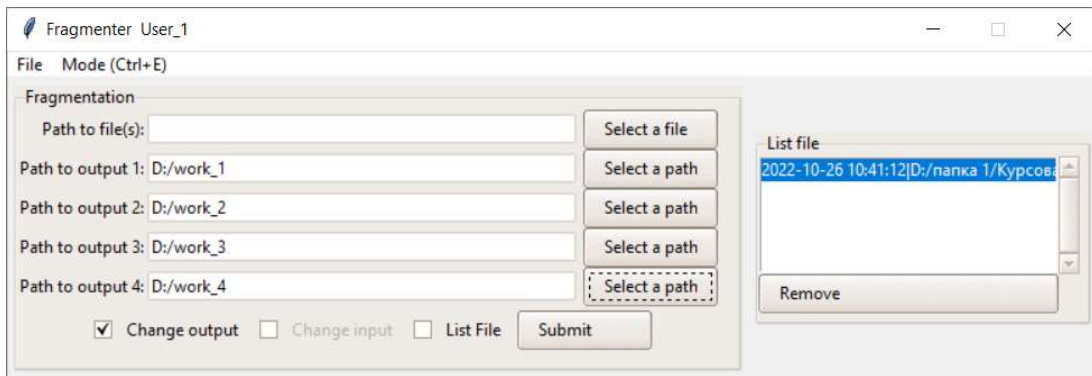 Fragmenter User_1
File Mode (Ctrl+E)
Fragmentation
Path to file(s): Select a file
Path to output 1: D:/work_1 Select a path
Path to output 2: D:/work_2 Select a path
Path to output 3: D:/work_3 Select a path
Path to output 4: D:/work_4 Select a path
Change output Change input List File Submit
List file
2022-10-26 10:41:12|D:/папка 1/Курсова
Remove